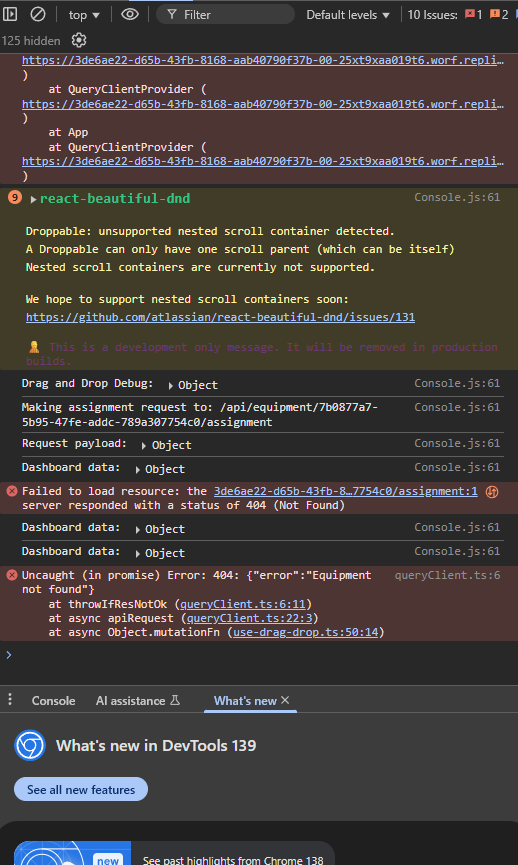 top ▾ Filter Default levels ▾ 10 Issues: 1 2
125 hidden
https://3de6ae22-d65b-43fb-8168-aab40790f37b-00-25xt9xaa019t6.worf.repli…
)
at QueryClientProvider (
https://3de6ae22-d65b-43fb-8168-aab40790f37b-00-25xt9xaa019t6.worf.repli…
)
at App
at QueryClientProvider (
https://3de6ae22-d65b-43fb-8168-aab40790f37b-00-25xt9xaa019t6.worf.repli…
)
9 ▸ react-beautiful-dnd Console.js:61
Droppable: unsupported nested scroll container detected.
A Droppable can only have one scroll parent (which can be itself)
Nested scroll containers are currently not supported.
We hope to support nested scroll containers soon:
https://github.com/atlassian/react-beautiful-dnd/issues/131
This is a development only message. It will be removed in production
builds.
Drag and Drop Debug: ▸ Object Console.js:61
Making assignment request to: /api/equipment/7b0877a7- Console.js:61
5b95-47fe-addc-789a307754c0/assignment
Request payload: ▸ Object Console.js:61
Dashboard data: ▸ Object Console.js:61
Failed to load resource: the 3de6ae22-d65b-43fb-8…7754c0/assignment:1
server responded with a status of 404 (Not Found)
Dashboard data: ▸ Object Console.js:61
Dashboard data: ▸ Object Console.js:61
Uncaught (in promise) Error: 404: {"error":"Equipment queryClient.ts:6
not found"}
at throwIfResNotOk (queryClient.ts:6:11)
at async apiRequest (queryClient.ts:22:3)
at async Object.mutationFn (use-drag-drop.ts:50:14)
Console AI assistance What's new ✕
What's new in DevTools 139
See all new features
new
See past highlights from Chrome 138